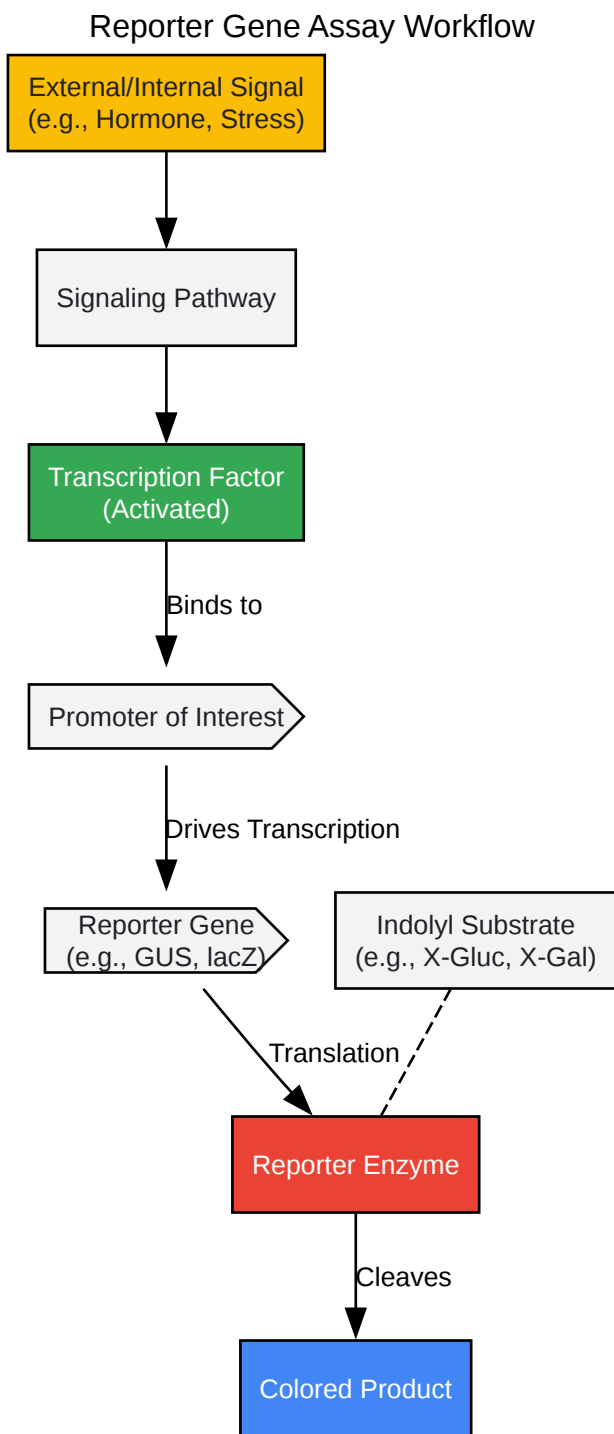 Reporter Gene Assay Workflow
External/Internal Signal
(e.g., Hormone, Stress)
Signaling Pathway
Transcription Factor
(Activated)
Binds to
Promoter of Interest
Drives Transcription
Reporter Gene
(e.g., GUS, lacZ)
Indolyl Substrate
(e.g., X-Gluc, X-Gal)
Translation
Reporter Enzyme
Cleaves
Colored Product